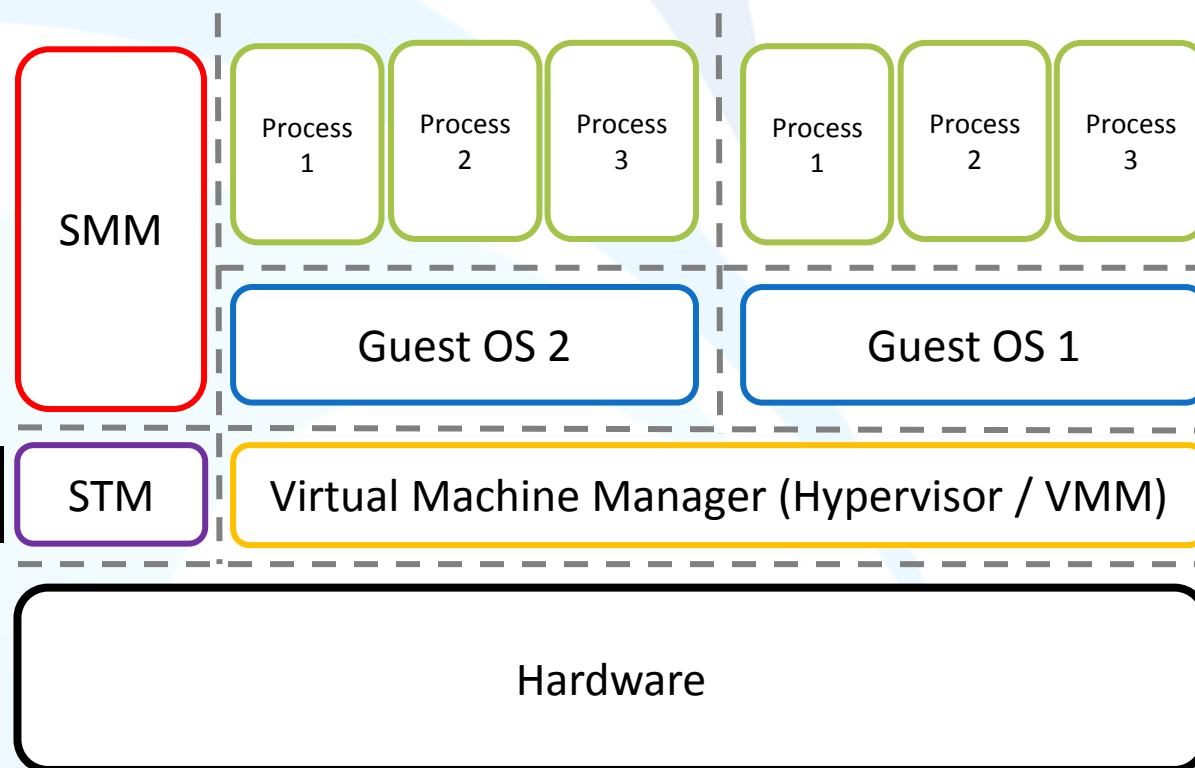 SMM
Process
1
Process
2
Process
3
Process
1
Process
2
Process
3
Guest OS 2
Guest OS 1
STM
Virtual Machine Manager (Hypervisor / VMM)
Hardware